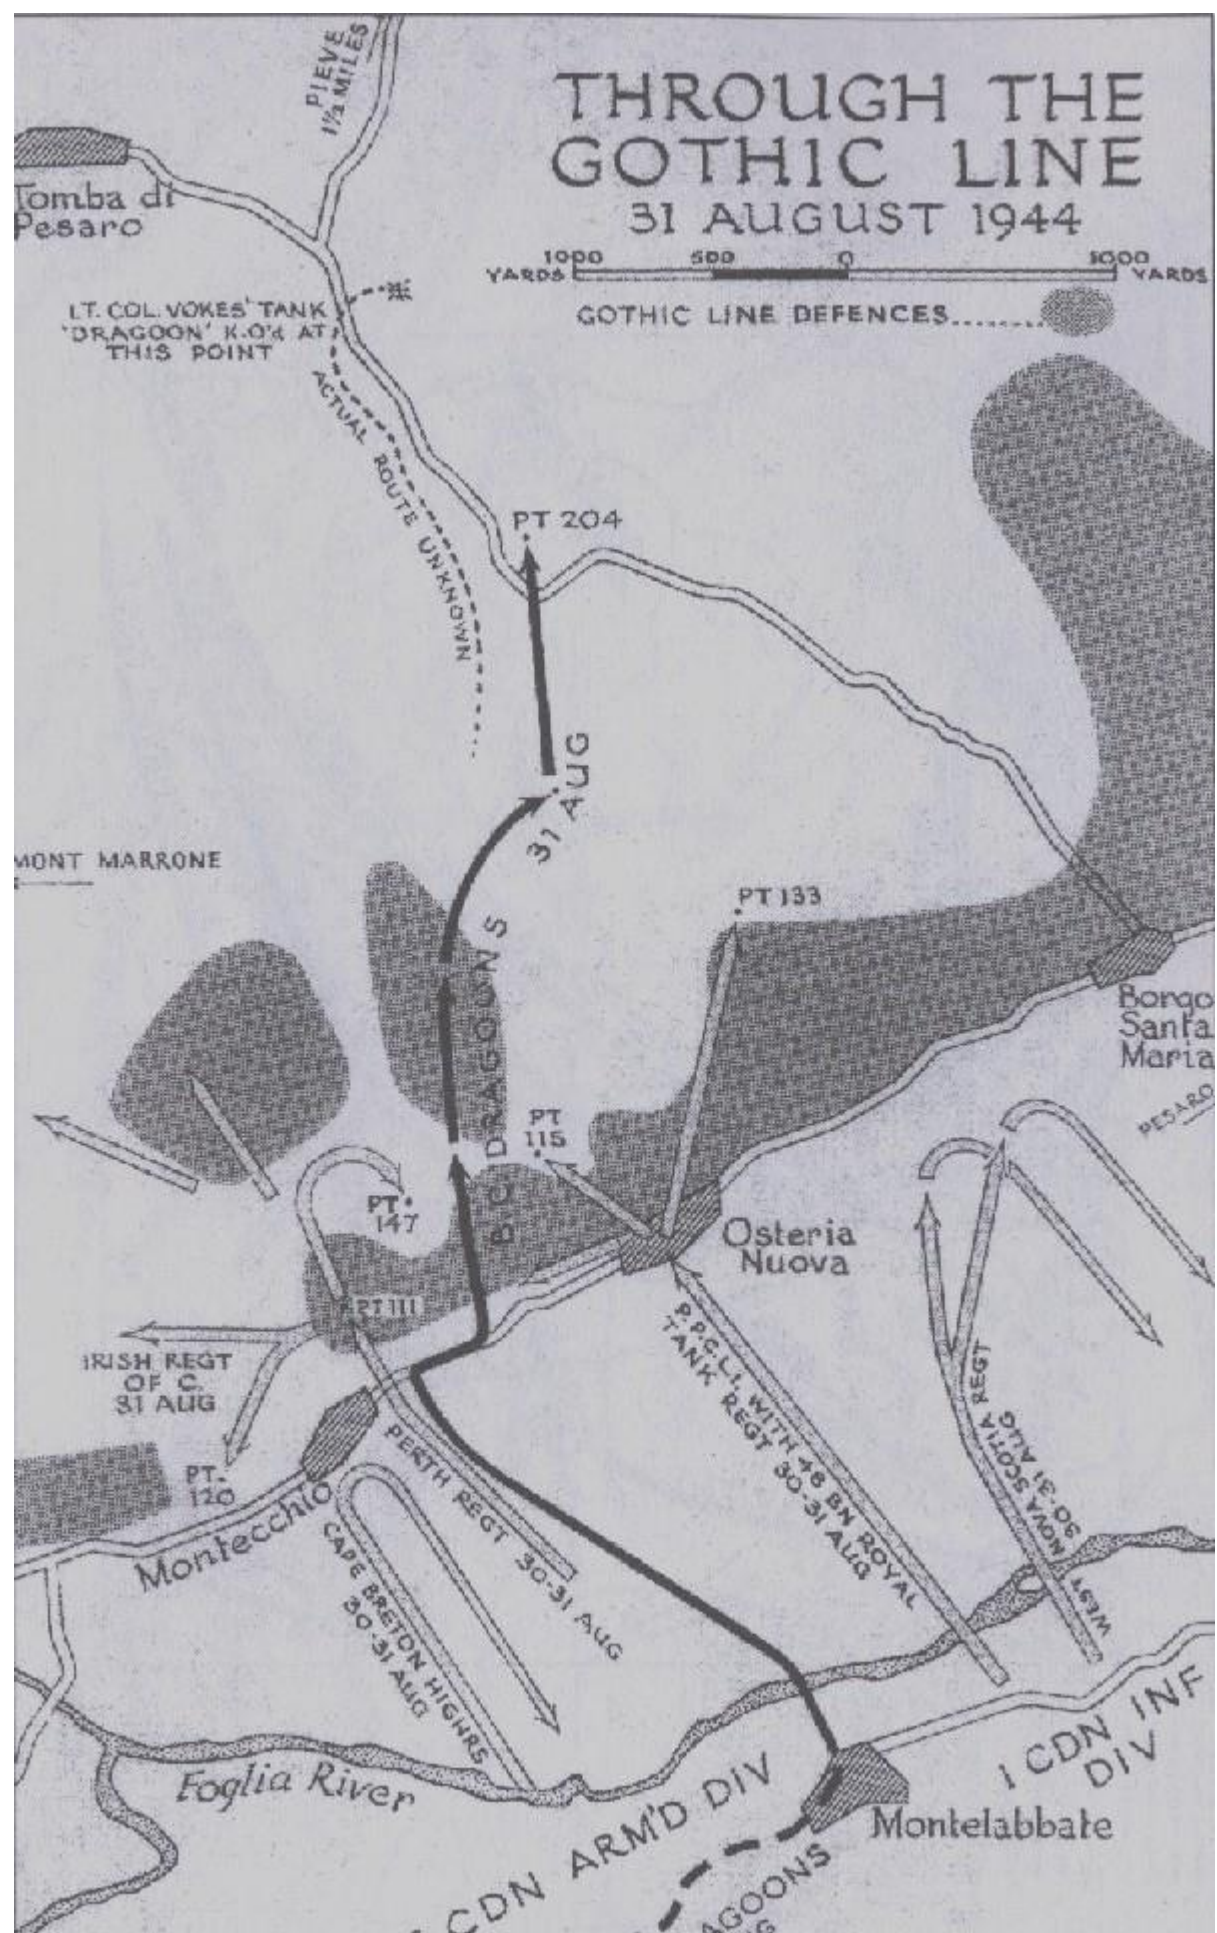 PIEVE
1½ MILES
THROUGH THE
GOTHIC LINE
31 AUGUST 1944
1000 500 0 1000
YARDS YARDS
GOTHIC LINE DEFENCES
Tomba di
Pesaro
LT. COL. VOKES' TANK
'DRAGOON' K.O'd AT
THIS POINT
ACTUAL ROUTE UNKNOWN
PT 204
31 AUG
MONT MARRONE
PT 133
B.C. DRAGOONS
Borgo
Santa
Maria
PESARO
PT
115
PT.
147
Osteria
Nuova
PT 111
IRISH REGT
OF C.
31 AUG
P.P.C.L.I. WITH 48 BN ROYAL
TANK REGT 30-31 AUG
WEST NOVA SCOTIA REGT
30-31 AUG
PERTH REGT 30-31 AUG
PT.
120
Montecchio
CAPE BRETON HIGHRS
30-31 AUG
Foglia River
CDN ARM'D DIV
1 CDN INF
DIV
Montelabbate
AGOONS